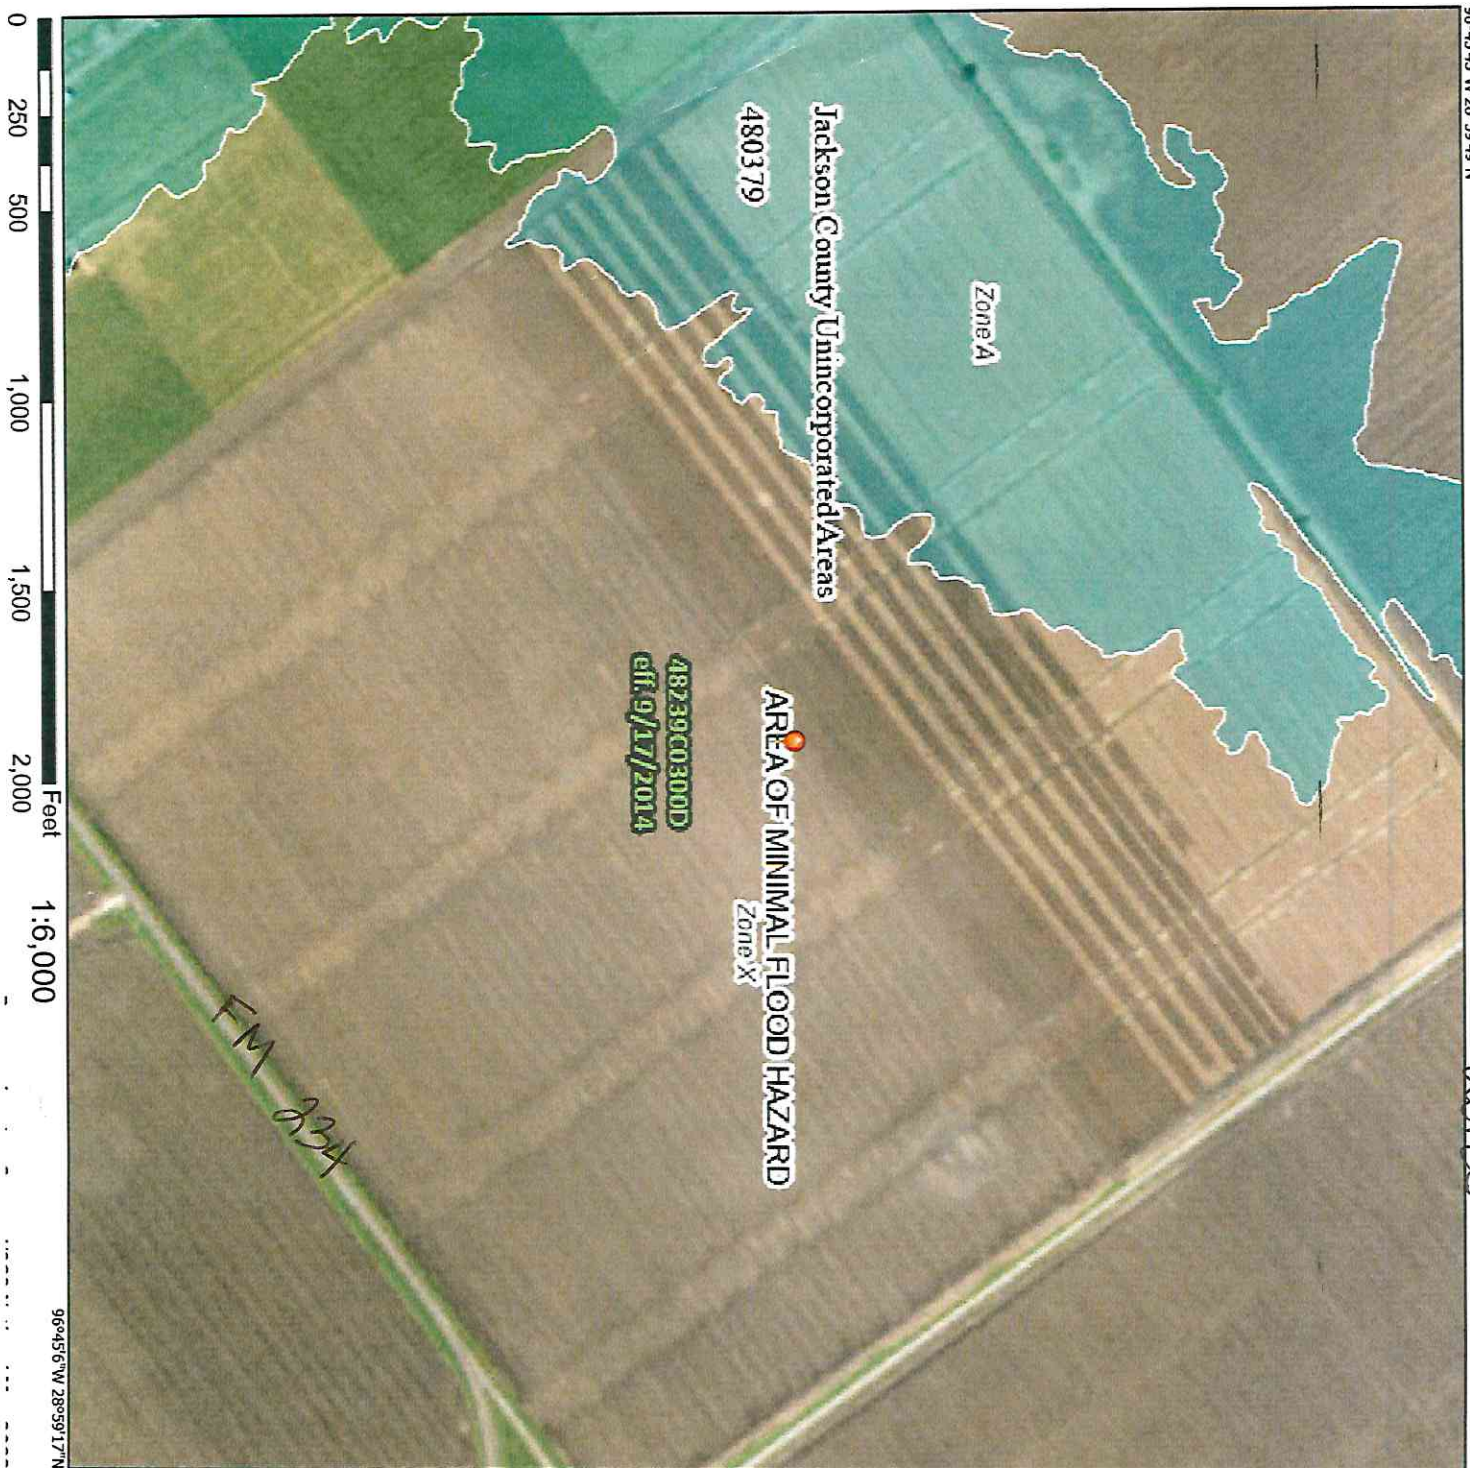 Jackson County Unincorporated Areas
480379
Zone A
AREA OF MINIMAL FLOOD HAZARD
Zone X
48239C0300D
eff. 9/17/2014
FM 234
96°45'6"W 28°59'17"N
0 250 500 1,000 1,500 2,000 Feet 1:6,000